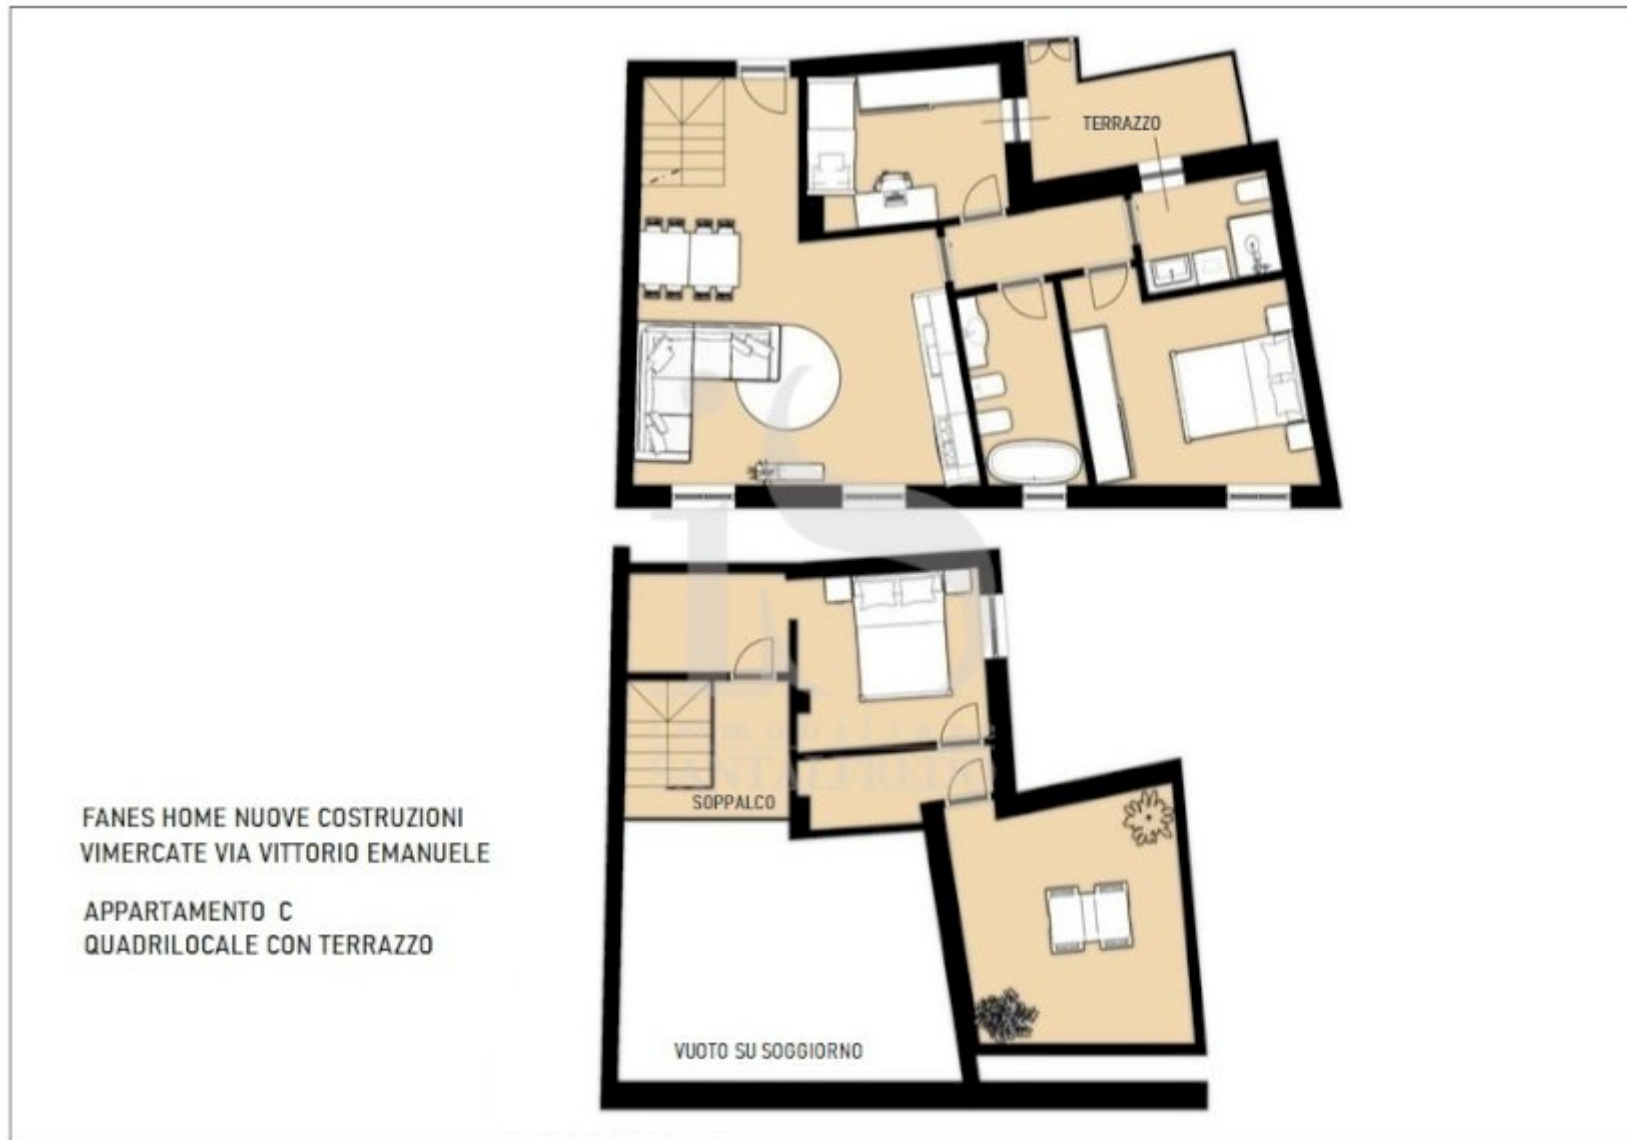 TERRAZZO
SOPPALCO
VUOTO SU SOGGIORNO
FANES HOME NUOVE COSTRUZIONI
VIMERCATE VIA VITTORIO EMANUELE
APPARTAMENTO C
QUADRILOCALE CON TERRAZZO